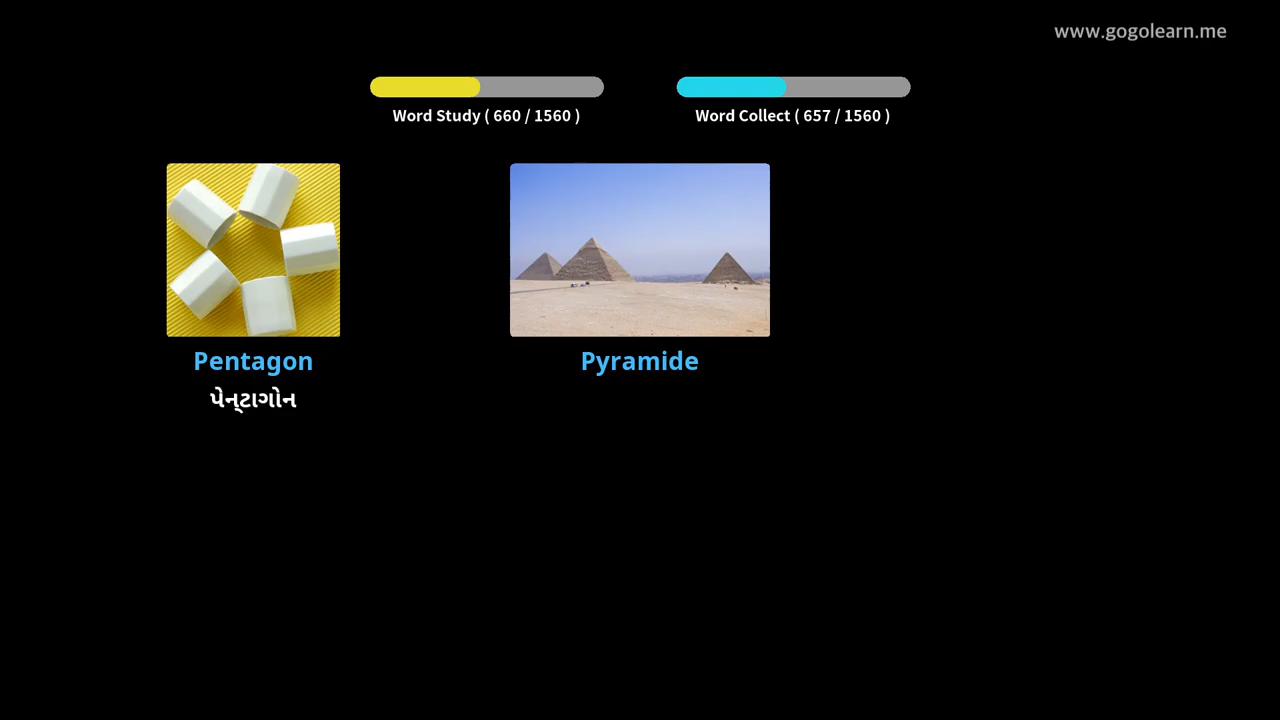 www.gogolearn.me
Word Study ( 660 / 1560 )
Word Collect ( 657 / 1560 )
Pentagon
Pyramide
પેન્ટાગોન